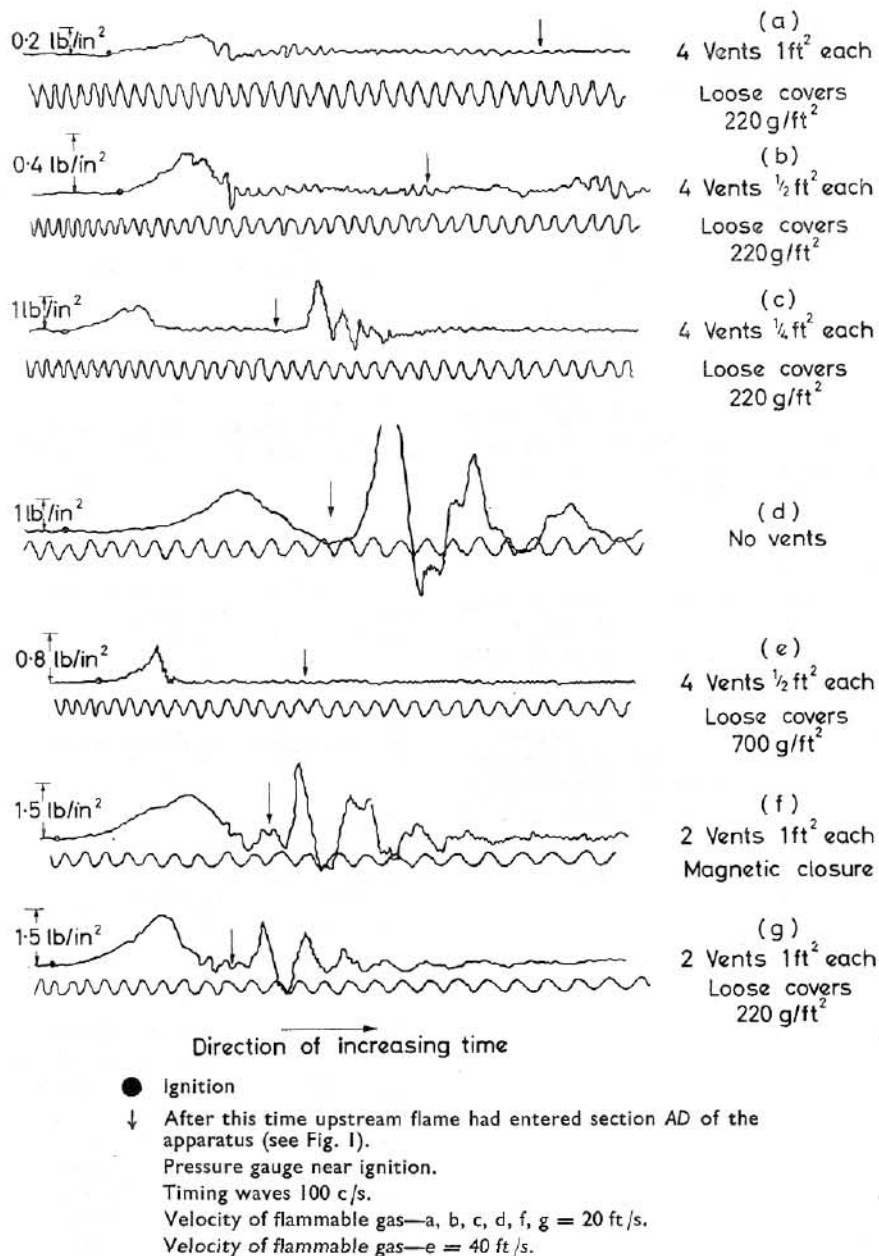 0·2 lb/in²
(a)
4 Vents 1ft² each
Loose covers
220 g/ft²
0·4 lb/in²
(b)
4 Vents ½ ft² each
Loose covers
220g/ft²
1 lb/in²
(c)
4 Vents ¼ ft² each
Loose covers
220 g/ft²
1 lb/in²
(d)
No vents
0·8 lb/in²
(e)
4 Vents ½ ft² each
Loose covers
700 g/ft²
1·5 lb/in²
(f)
2 Vents 1ft² each
Magnetic closure
1·5 lb/in²
(g)
2 Vents 1ft² each
Loose covers
220 g/ft²
Direction of increasing time
● Ignition
↓ After this time upstream flame had entered section AD of the
apparatus (see Fig. 1).
Pressure gauge near ignition.
Timing waves 100 c/s.
Velocity of flammable gas—a, b, c, d, f, g = 20 ft/s.
Velocity of flammable gas—e = 40 ft/s.